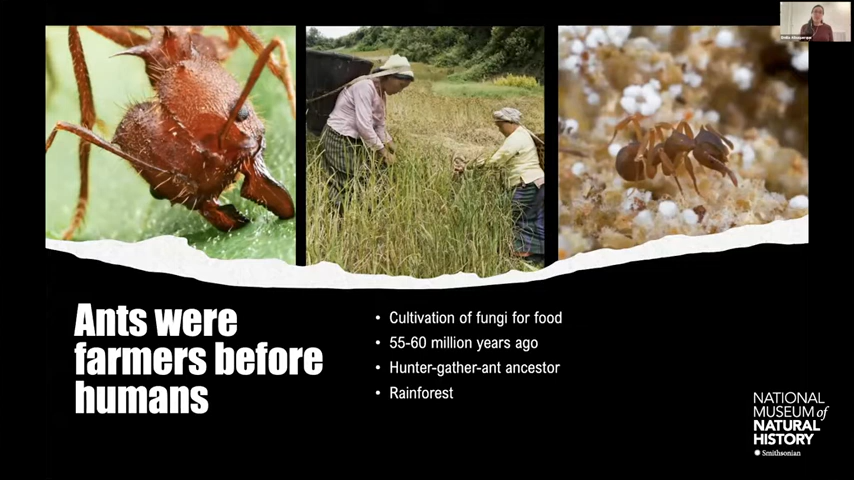 Ants were
farmers before
humans
• Cultivation of fungi for food
• 55-60 million years ago
• Hunter-gather-ant ancestor
• Rainforest
NATIONAL
MUSEUM of
NATURAL
HISTORY
Smithsonian